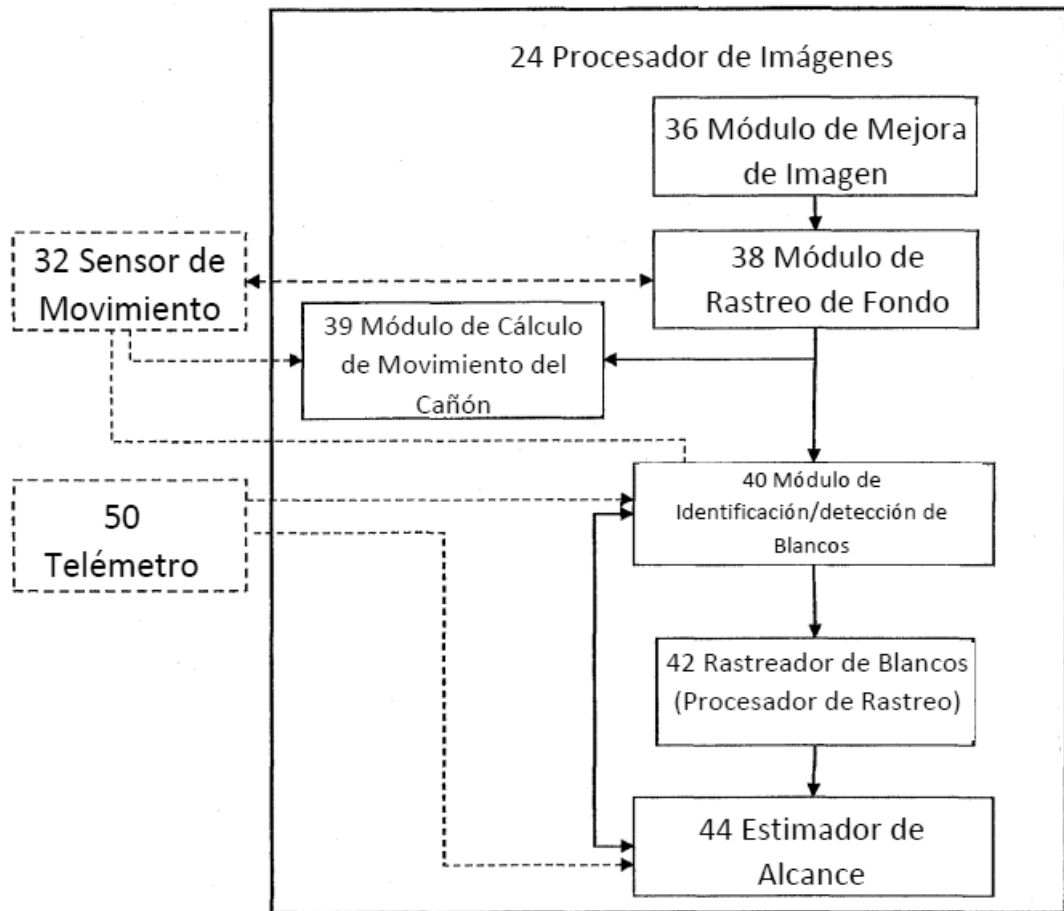 24 Procesador de Imágenes
36 Módulo de Mejora
de Imagen
32 Sensor de
Movimiento
38 Módulo de
Rastreo de Fondo
39 Módulo de Cálculo
de Movimiento del
Cañón
40 Módulo de
Identificación/detección de
Blancos
50
Telémetro
42 Rastreador de Blancos
(Procesador de Rastreo)
44 Estimador de
Alcance